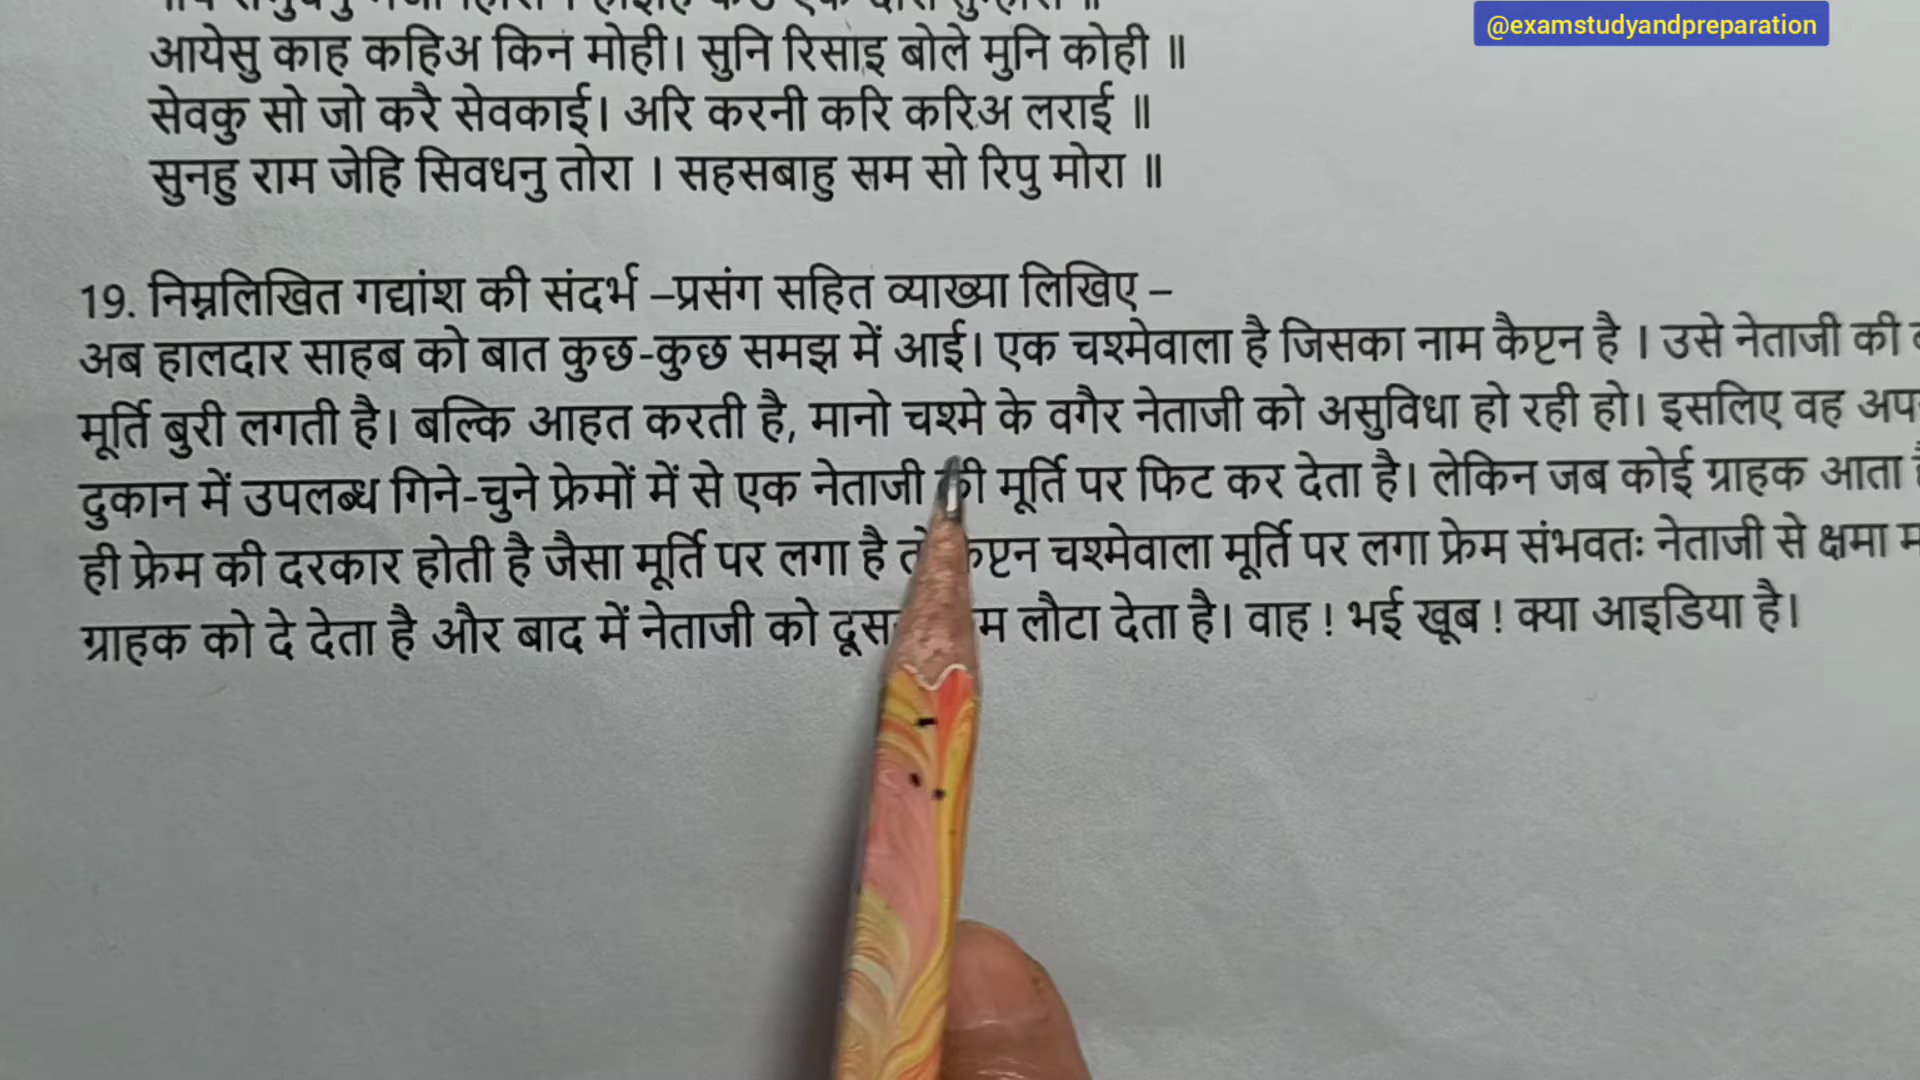 @examstudyandpreparation
आयेसु काह कहिअ किन मोही। सुनि रिसाइ बोले मुनि कोही ॥
सेवकु सो जो करै सेवकाई। अरि करनी करि करिअ लराई ॥
सुनहु राम जेहि सिवधनु तोरा । सहसबाहु सम सो रिपु मोरा ॥
19. निम्नलिखित गद्यांश की संदर्भ –प्रसंग सहित व्याख्या लिखिए –
अब हालदार साहब को बात कुछ-कुछ समझ में आई। एक चश्मेवाला है जिसका नाम कैप्टन है । उसे नेताजी की
मूर्ति बुरी लगती है। बल्कि आहत करती है, मानो चश्मे के वगैर नेताजी को असुविधा हो रही हो। इसलिए वह
दुकान में उपलब्ध गिने-चुने फ्रेमों में से एक नेताजी की मूर्ति पर फिट कर देता है। लेकिन जब कोई ग्राहक आता
ही फ्रेम की दरकार होती है जैसा मूर्ति पर लगा है चश्मेवाला मूर्ति पर लगा फ्रेम संभवतः नेताजी से क्षमा
ग्राहक को दे देता है और बाद में नेताजी को लौटा देता है। वाह ! भई खूब ! क्या आइडिया है।